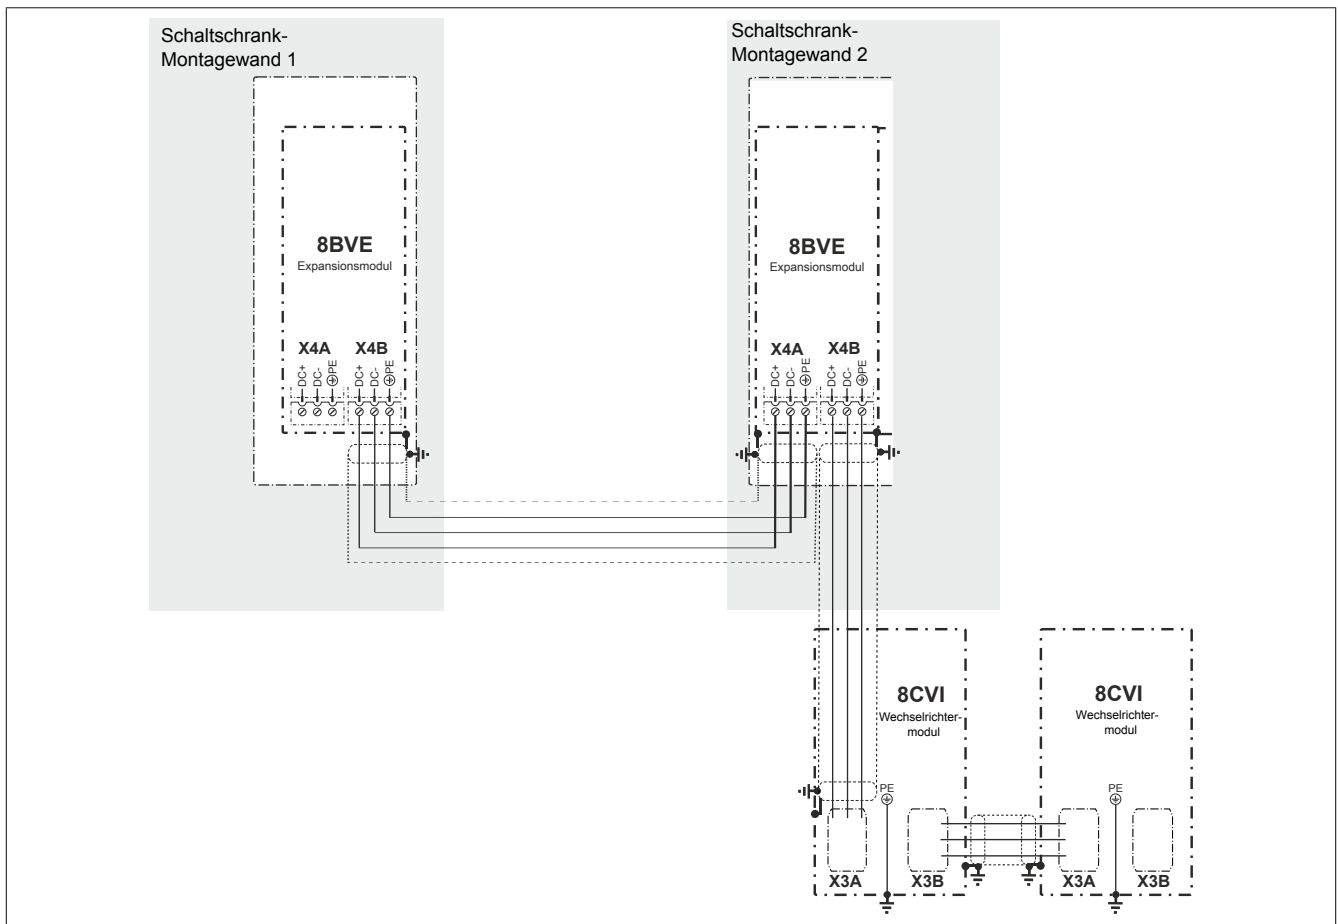 Schaltschrank-
Montagewand 1
Schaltschrank-
Montagewand 2
8BVE
Expansionsmodul
X4A X4B
DC+ DC- PE DC+ DC- PE
8BVE
Expansionsmodul
X4A X4B
DC+ DC- PE DC+ DC- PE
8CVI
Wechselrichter-
modul
PE
X3A X3B
8CVI
Wechselrichter-
modul
PE
X3A X3B